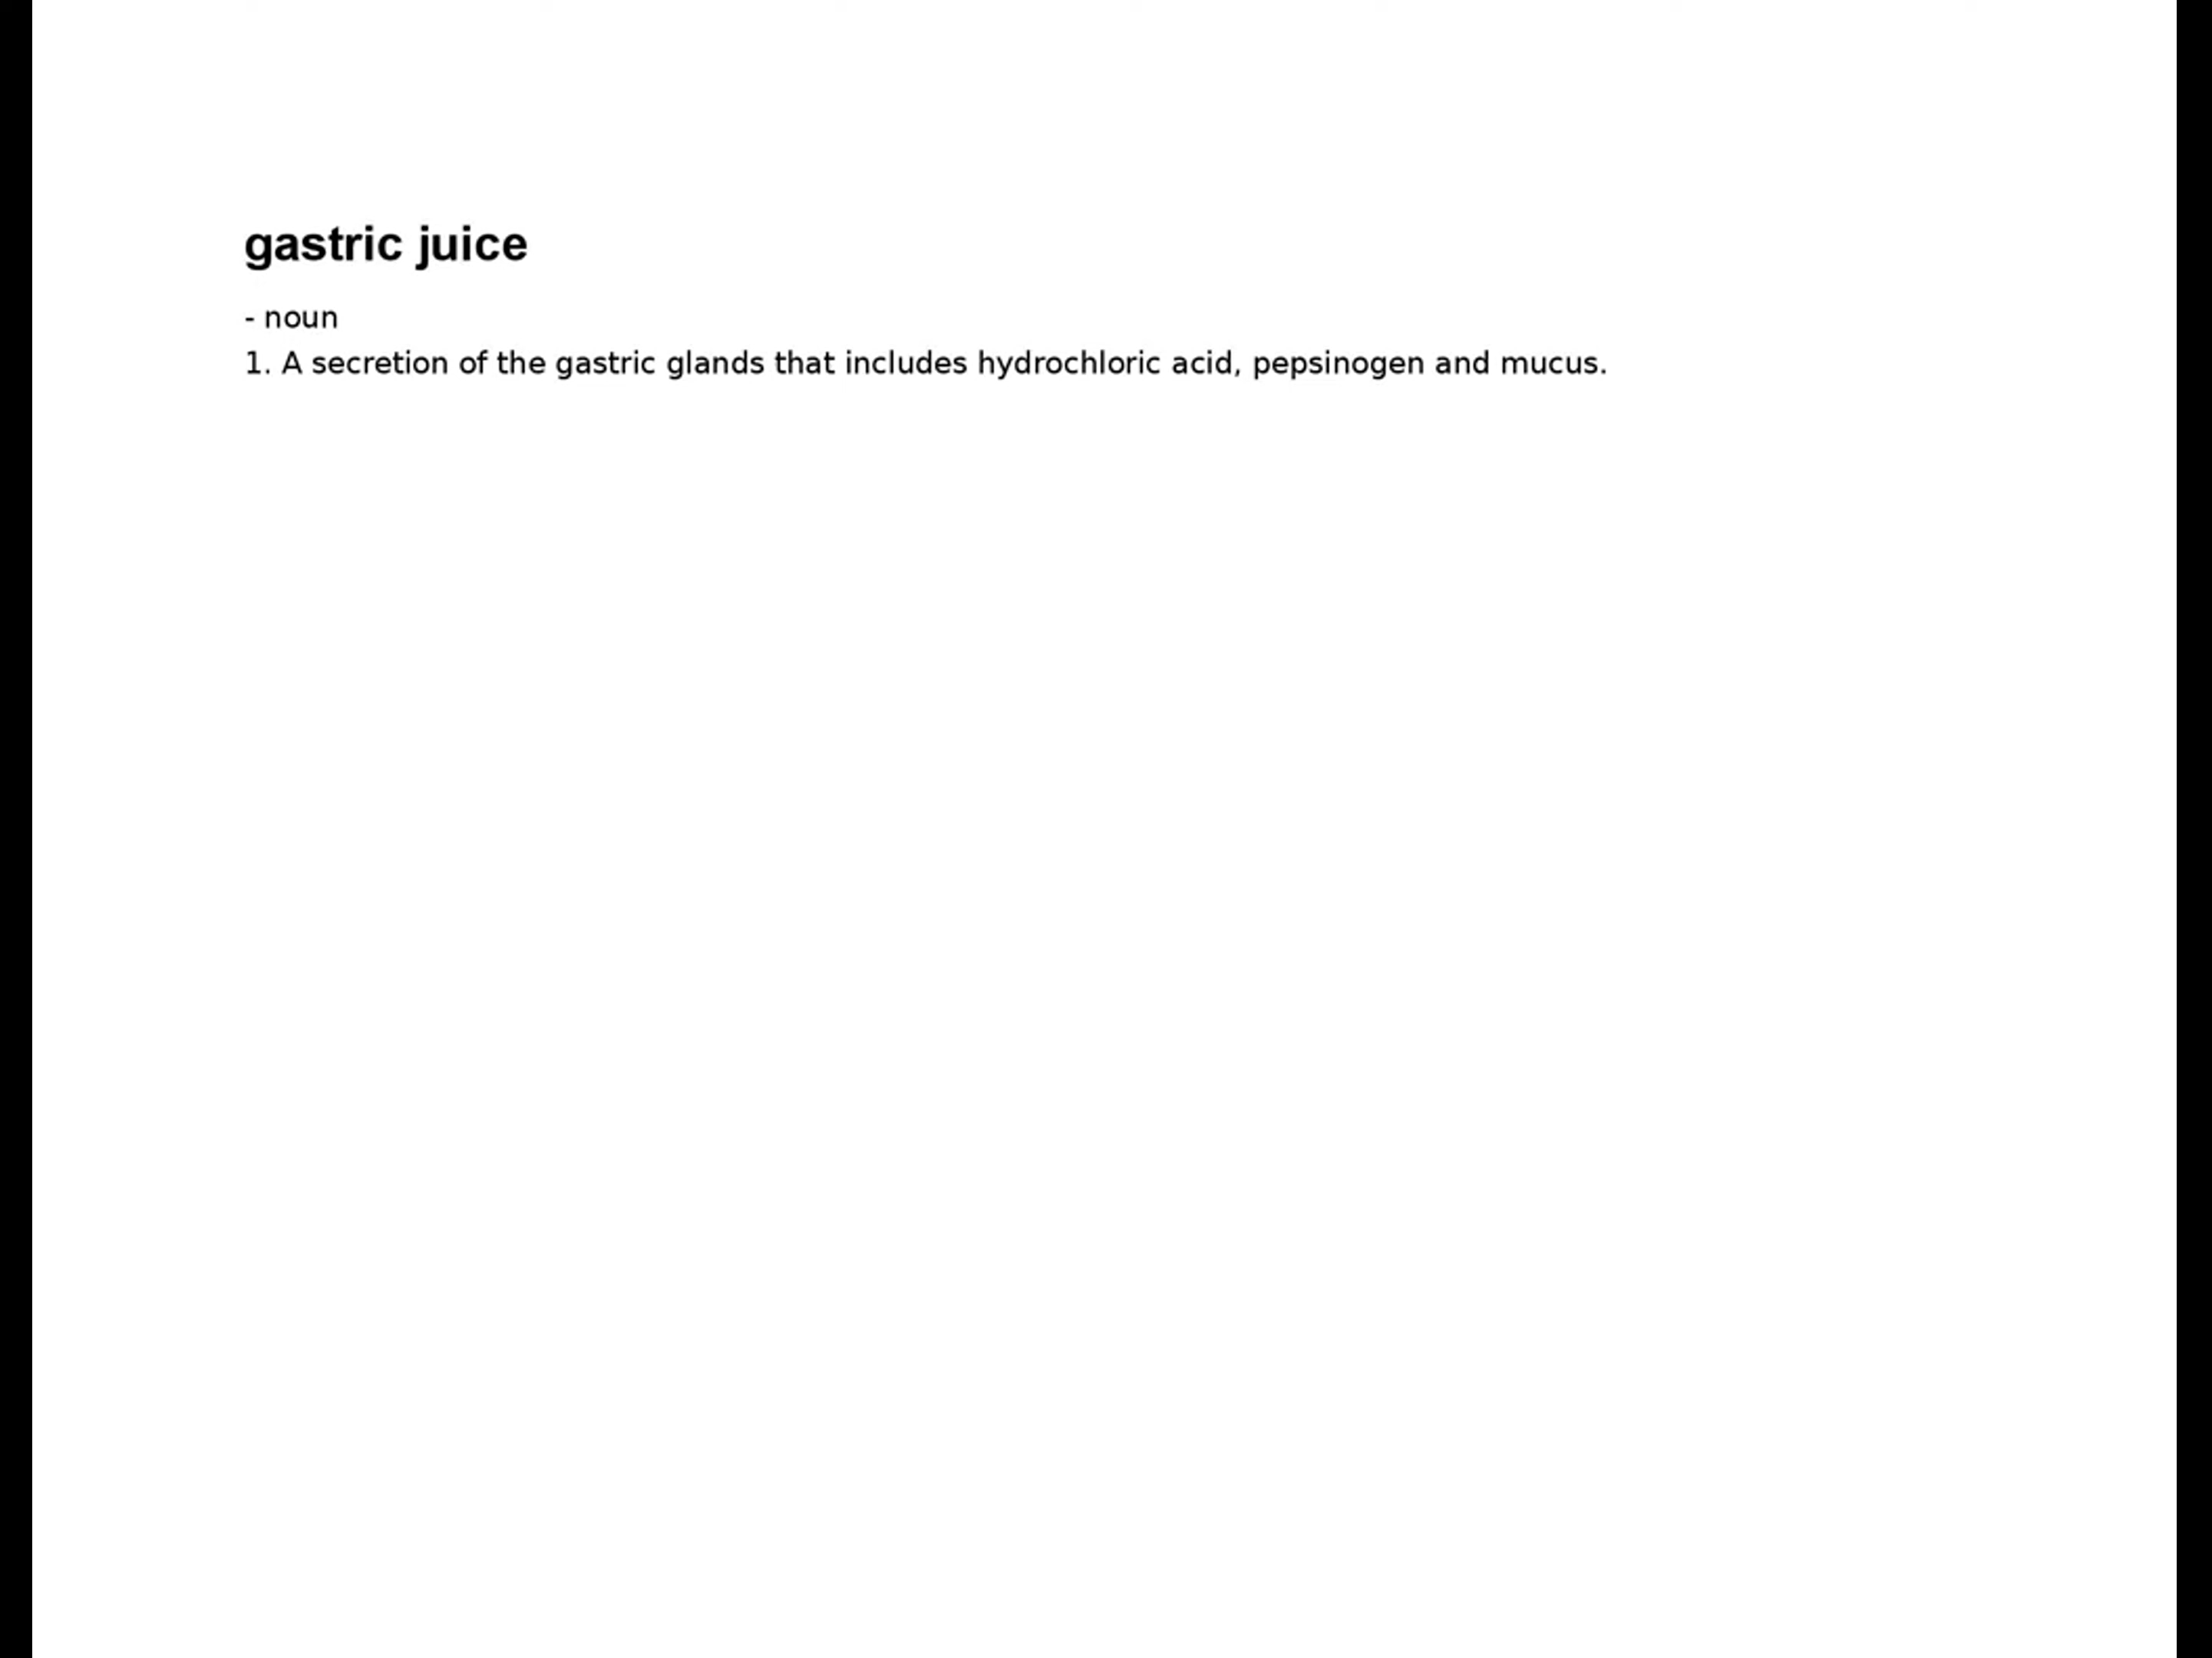 gastric juice
- noun
1. A secretion of the gastric glands that includes hydrochloric acid, pepsinogen and mucus.